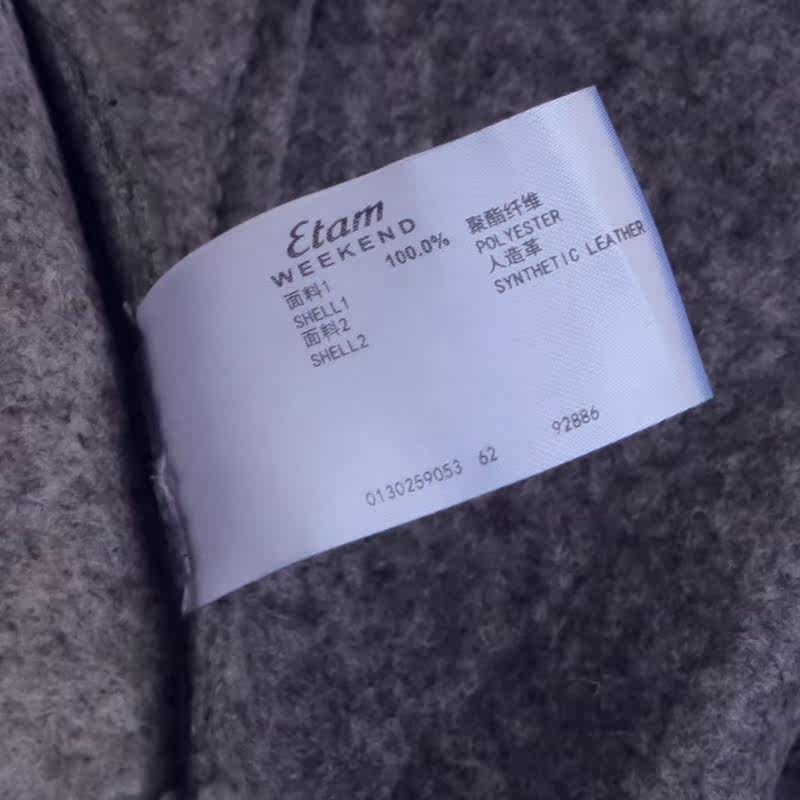 Etam
WEEKEND
面料1 100.0% 聚酯纤维
SHELL1 POLYESTER
面料2 人造革
SHELL2 SYNTHETIC LEATHER
0130259053 62 92886